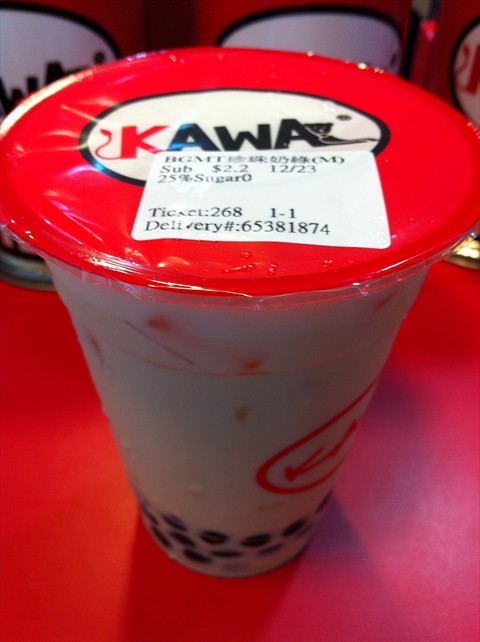 KAWA®
BGMT珍珠奶綠(M)
Sub $2.2 12/23
25%Sugar0
Ticket:268 1-1
Delivery#:65381874